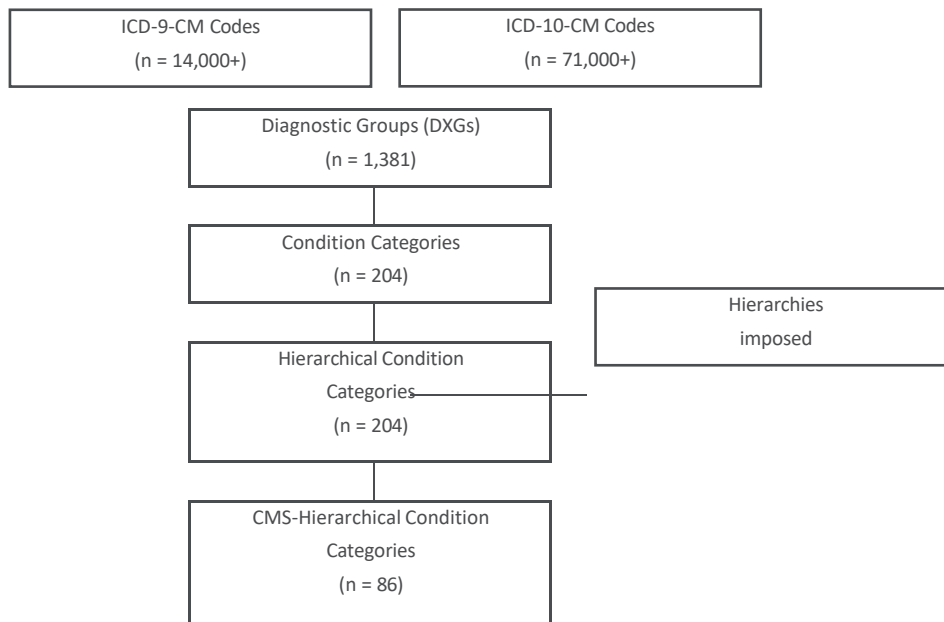 ICD-9-CM Codes
(n = 14,000+)
ICD-10-CM Codes
(n = 71,000+)
Diagnostic Groups (DXGs)
(n = 1,381)
Condition Categories
(n = 204)
Hierarchical Condition
Categories
(n = 204)
Hierarchies
imposed
CMS-Hierarchical Condition
Categories
(n = 86)